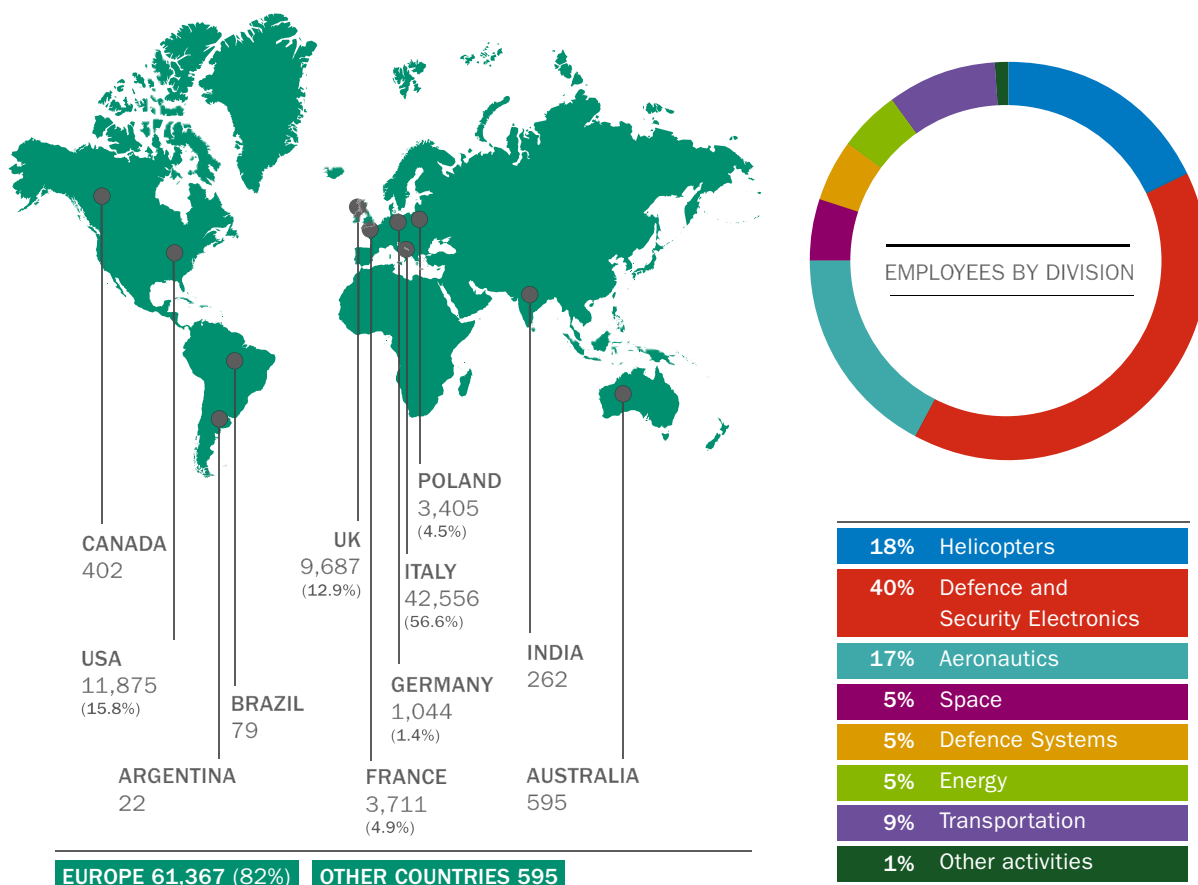 EMPLOYEES BY DIVISION
POLAND
3,405
(4.5%)
CANADA
402
UK
9,687
(12.9%)
ITALY
42,556
(56.6%)
USA
11,875
(15.8%)
BRAZIL
79
GERMANY
1,044
(1.4%)
INDIA
262
ARGENTINA
22
FRANCE
3,711
(4.9%)
AUSTRALIA
595
EUROPE 61,367 (82%)
OTHER COUNTRIES 595
18% Helicopters
40% Defence and
Security Electronics
17% Aeronautics
5% Space
5% Defence Systems
5% Energy
9% Transportation
1% Other activities